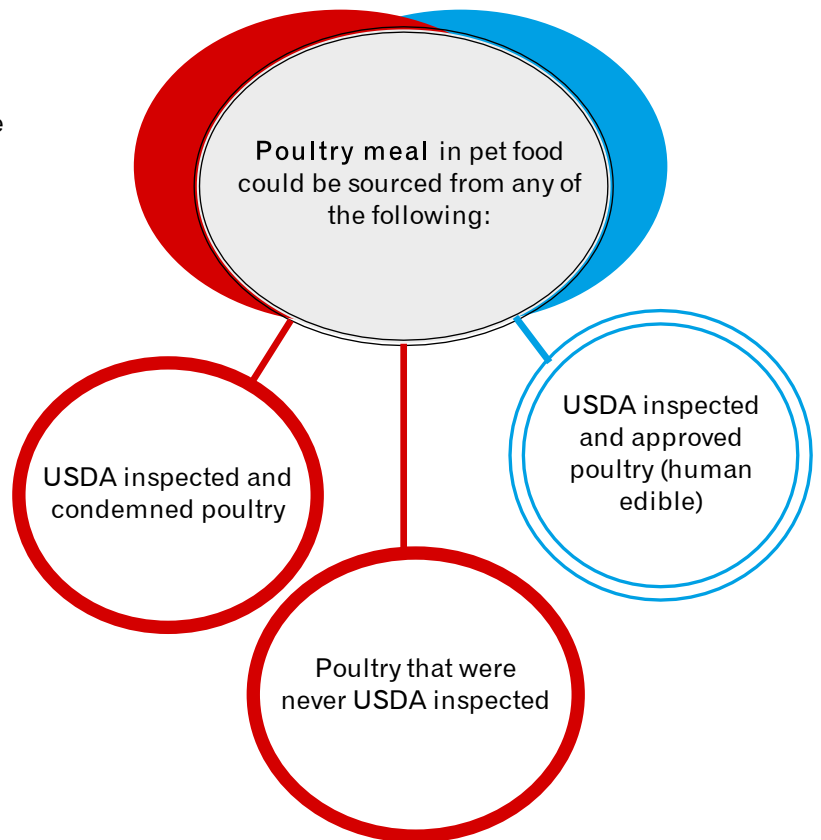 e
Poultry meal in pet food
could be sourced from any of
the following:
USDA inspected and
condemned poultry
USDA inspected
and approved
poultry (human
edible)
Poultry that were
never USDA inspected